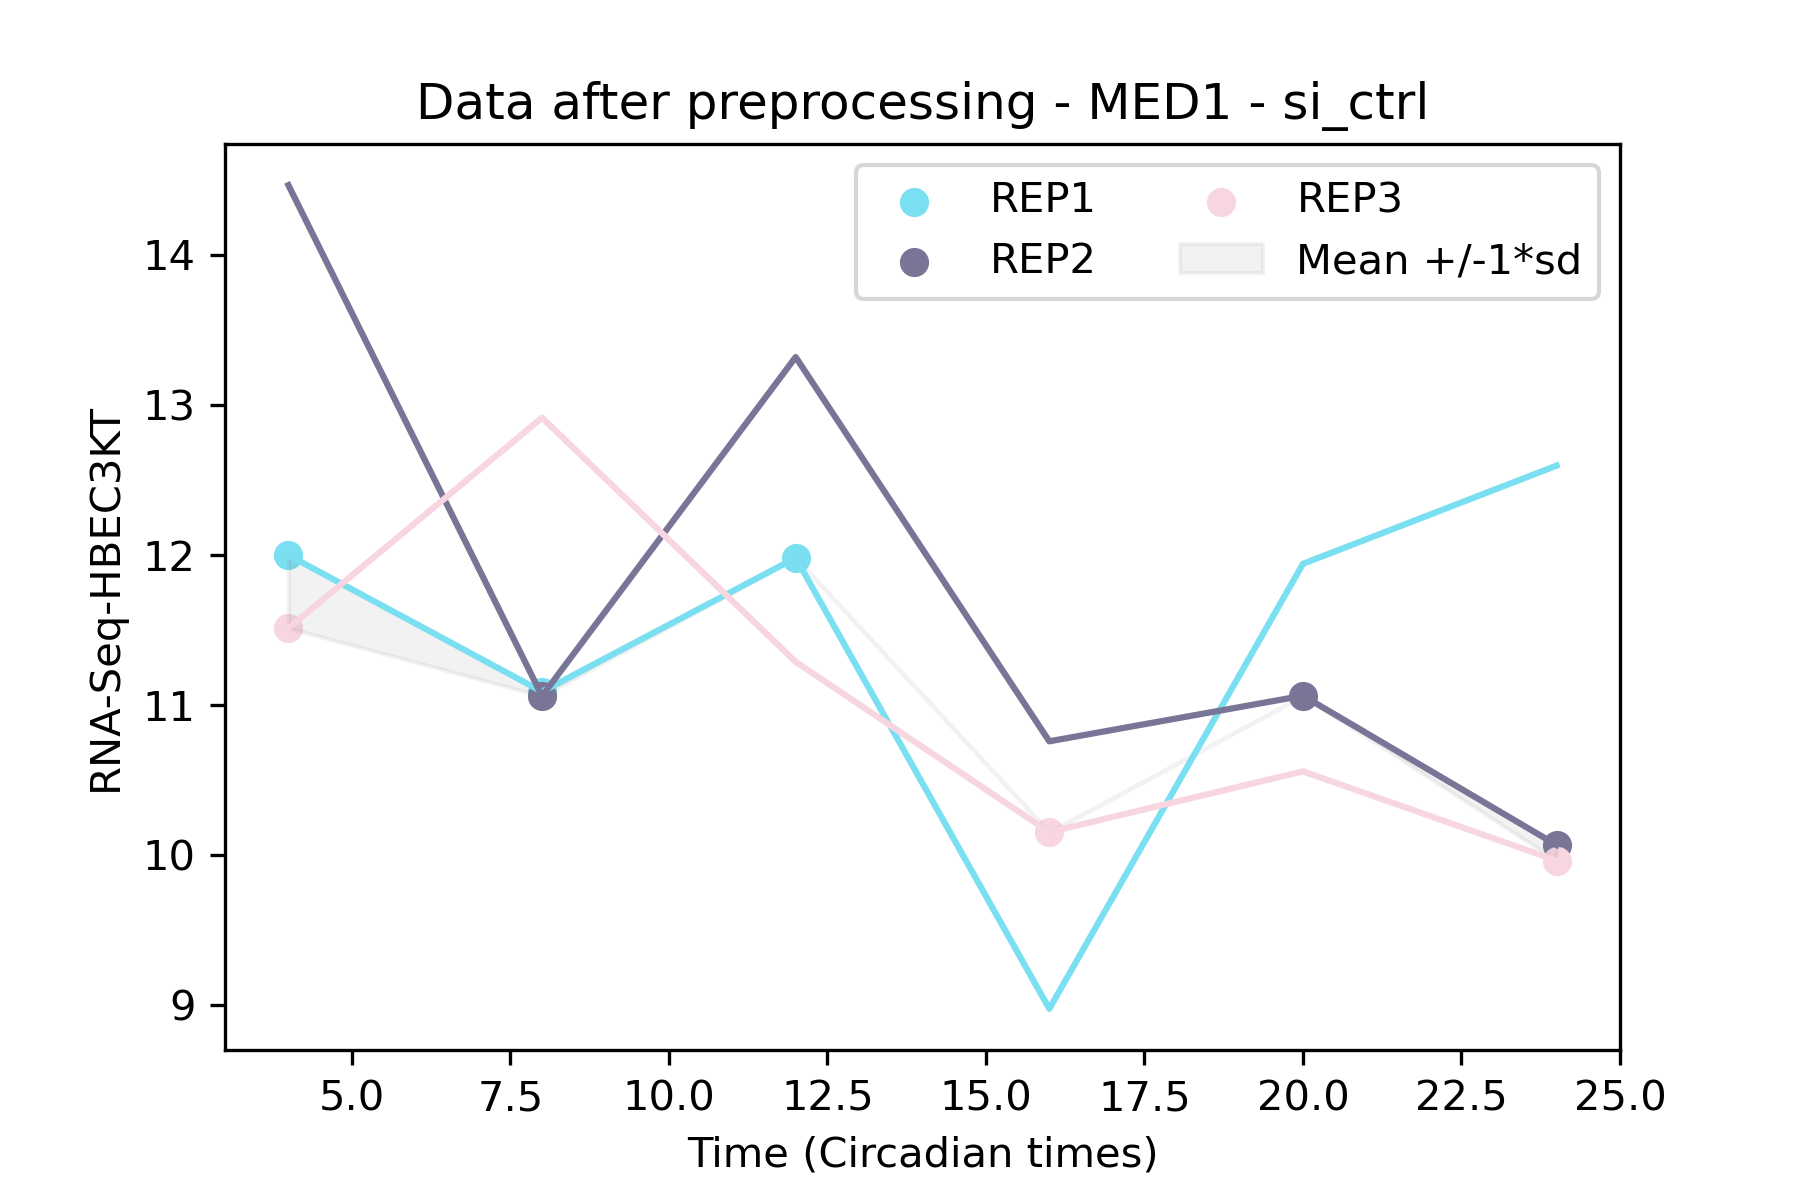 Data after preprocessing - MED1 - si_ctrl
REP1
REP2
REP3
Mean +/-1*sd
RNA-Seq-HBEC3KT
14
13
12
11
10
9
5.0 7.5 10.0 12.5 15.0 17.5 20.0 22.5 25.0
Time (Circadian times)